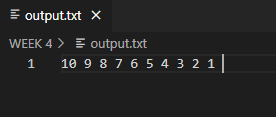 output.txt ×
WEEK 4 > output.txt
1 10 9 8 7 6 5 4 3 2 1